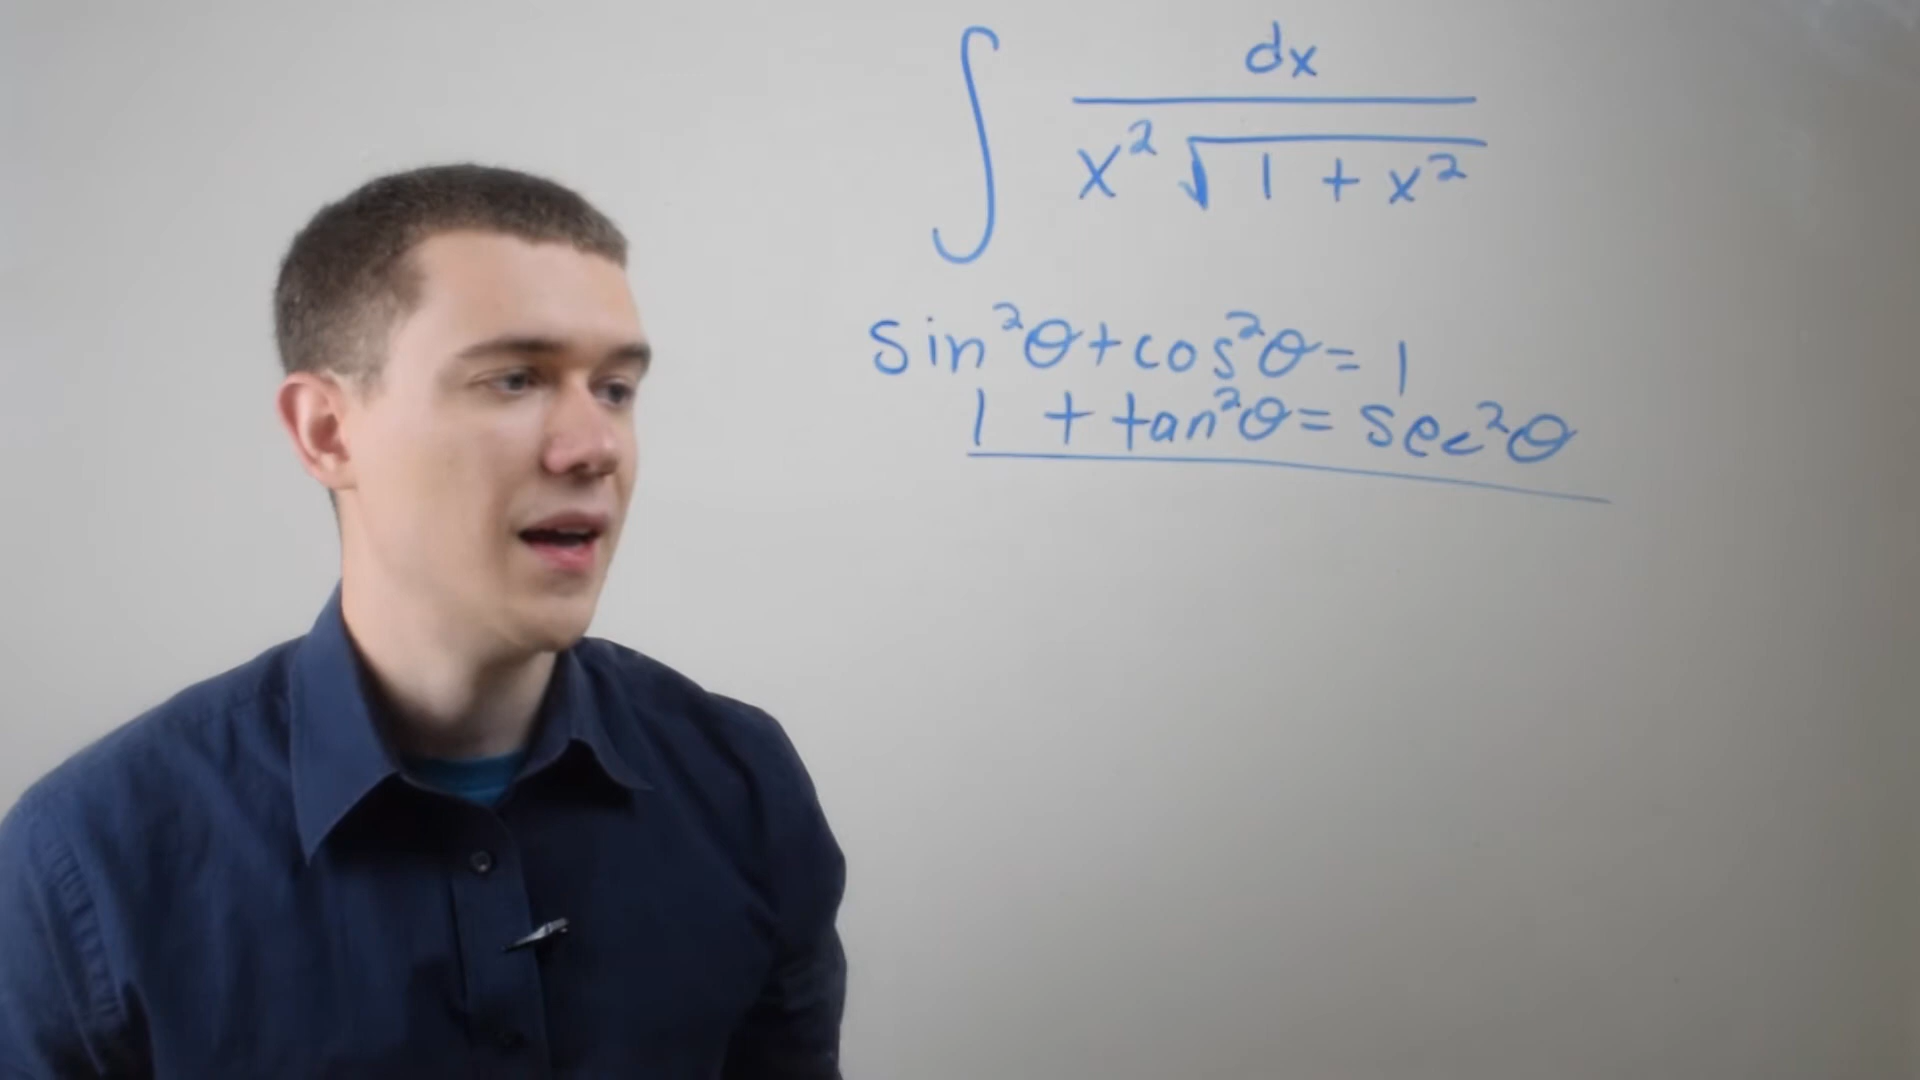 ∫ dx
x² √1 + x²
sin²θ+cos²θ= 1
1 + tan²θ= sec²θ